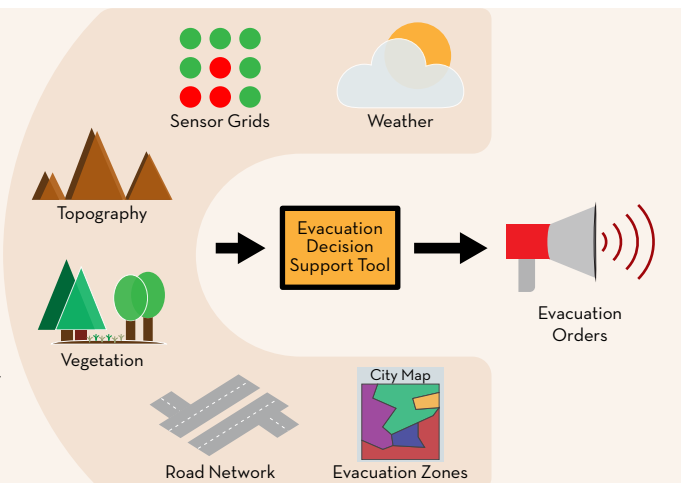 Sensor Grids
Weather
Topography
Evacuation
Decision
Support Tool
Evacuation
Orders
Vegetation
City Map
Road Network
Evacuation Zones